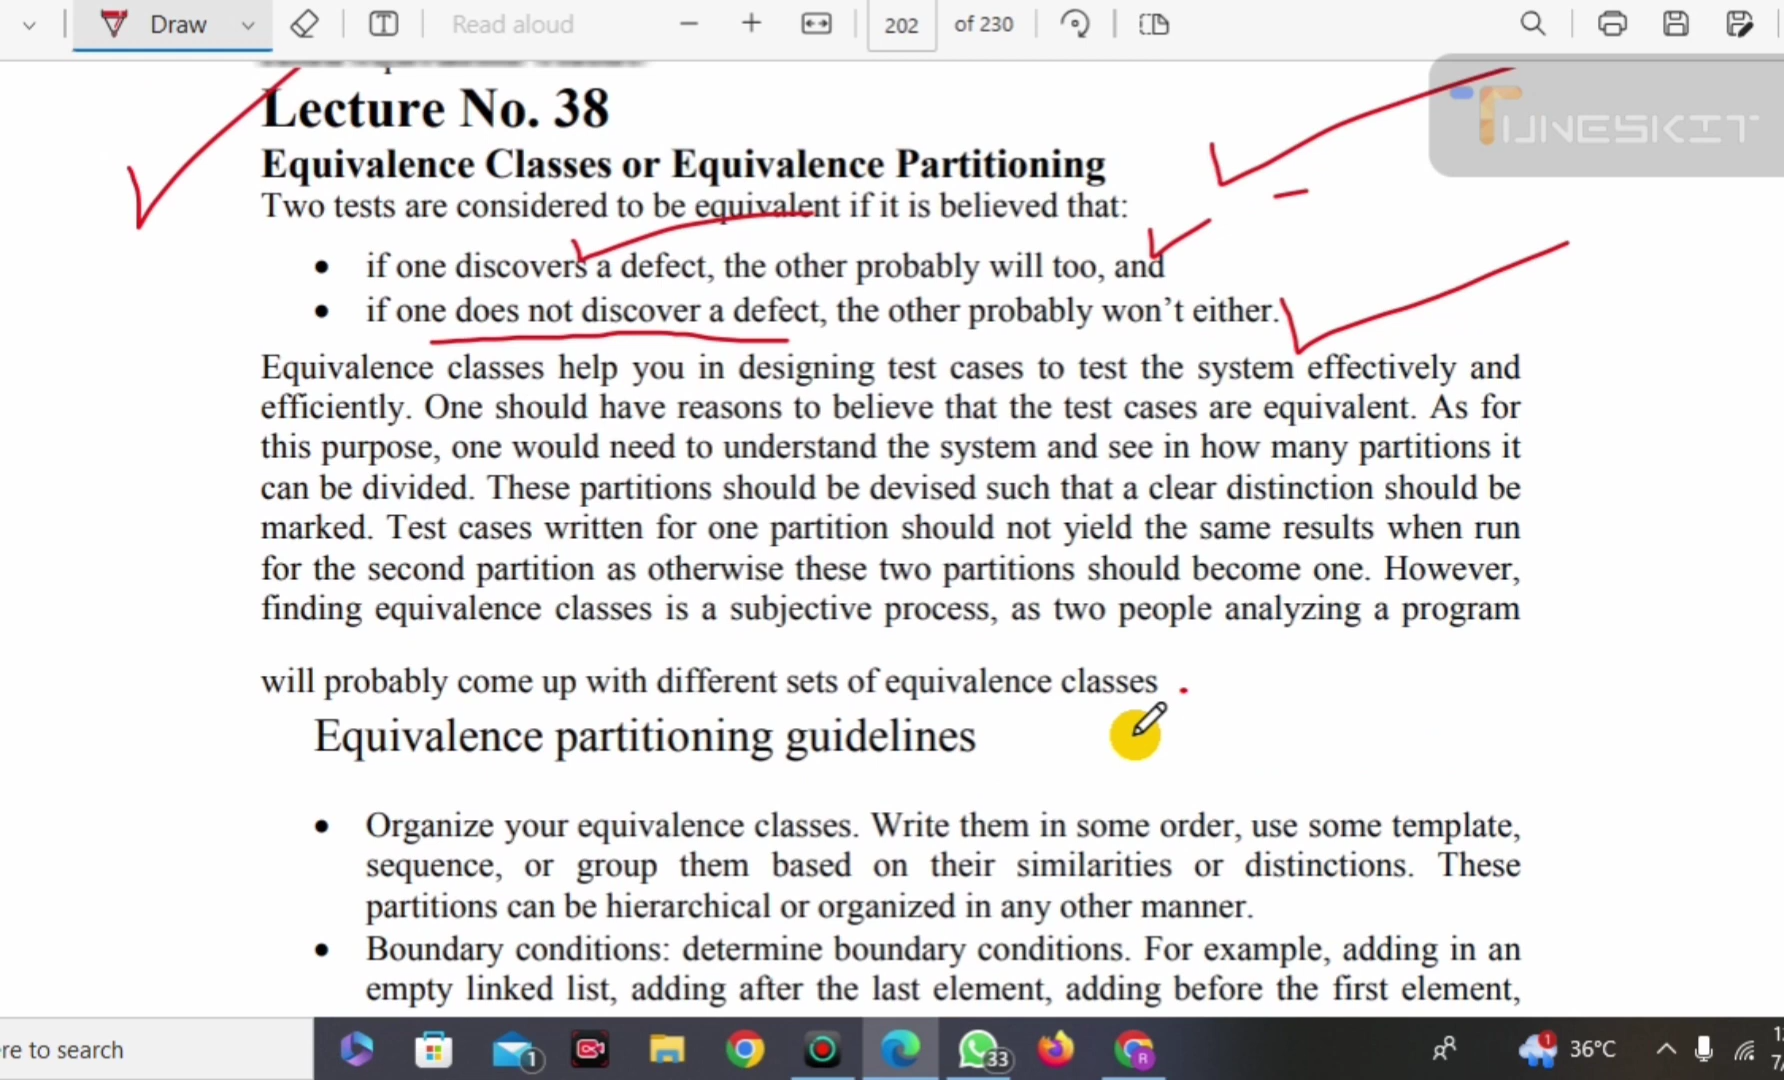 Draw
Read aloud
202 of 230
TUNESKIT
Lecture No. 38
Equivalence Classes or Equivalence Partitioning
Two tests are considered to be equivalent if it is believed that:
• if one discovers a defect, the other probably will too, and
• if one does not discover a defect, the other probably won't either.
Equivalence classes help you in designing test cases to test the system effectively and
efficiently. One should have reasons to believe that the test cases are equivalent. As for
this purpose, one would need to understand the system and see in how many partitions it
can be divided. These partitions should be devised such that a clear distinction should be
marked. Test cases written for one partition should not yield the same results when run
for the second partition as otherwise these two partitions should become one. However,
finding equivalence classes is a subjective process, as two people analyzing a program
will probably come up with different sets of equivalence classes .
Equivalence partitioning guidelines
• Organize your equivalence classes. Write them in some order, use some template,
sequence, or group them based on their similarities or distinctions. These
partitions can be hierarchical or organized in any other manner.
• Boundary conditions: determine boundary conditions. For example, adding in an
empty linked list, adding after the last element, adding before the first element,
re to search
1
33
R
1
36°C